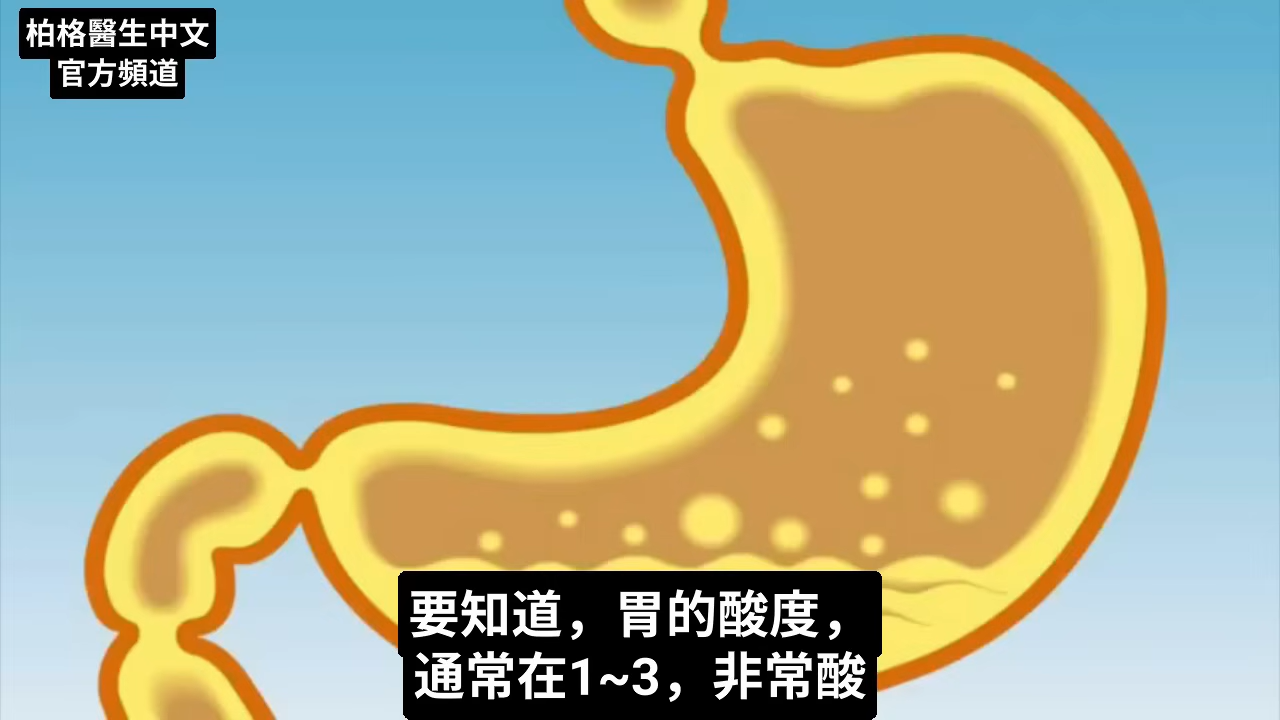 柏格醫生中文
官方頻道
要知道，胃的酸度，
通常在1~3，非常酸